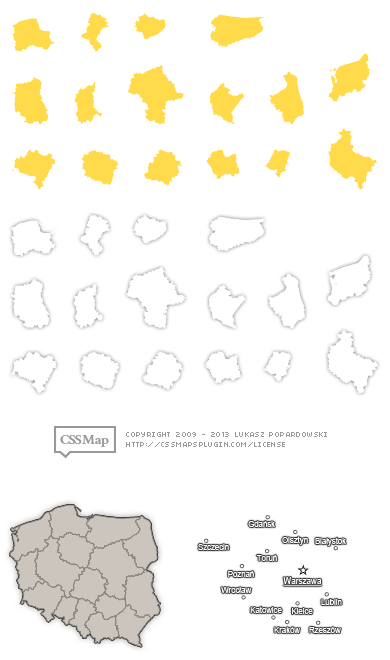 CSSMap
COPYRIGHT 2009 - 2013 LUKASZ POPARDOWSKI
HTTP://CSSMAPSPLUGIN.COM/LICENSE
Gdańsk
Szczecin
Olsztyn
Białystok
Toruń
Poznań
Warszawa
Wrocław
Lublin
Katowice
Kielce
Kraków
Rzeszów